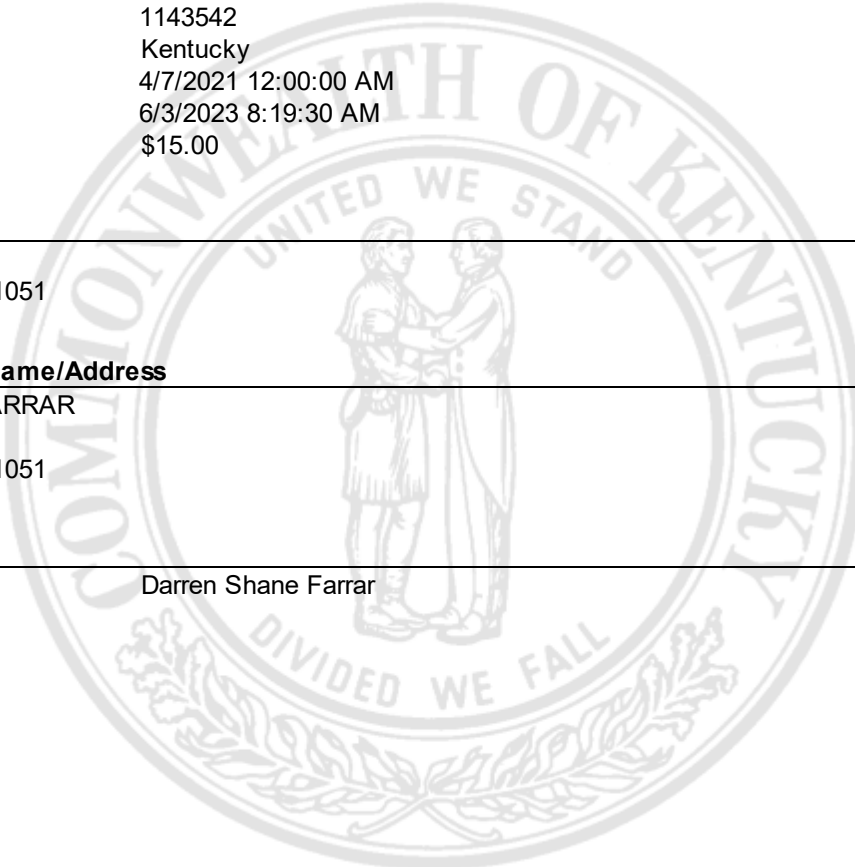 1143542
Kentucky
4/7/2021 12:00:00 AM
6/3/2023 8:19:30 AM
$15.00
COMMONWEALTH OF KENTUCKY
UNITED WE STAND
1051
ame/Address
ARRAR
1051
Darren Shane Farrar
DIVIDED WE FALL